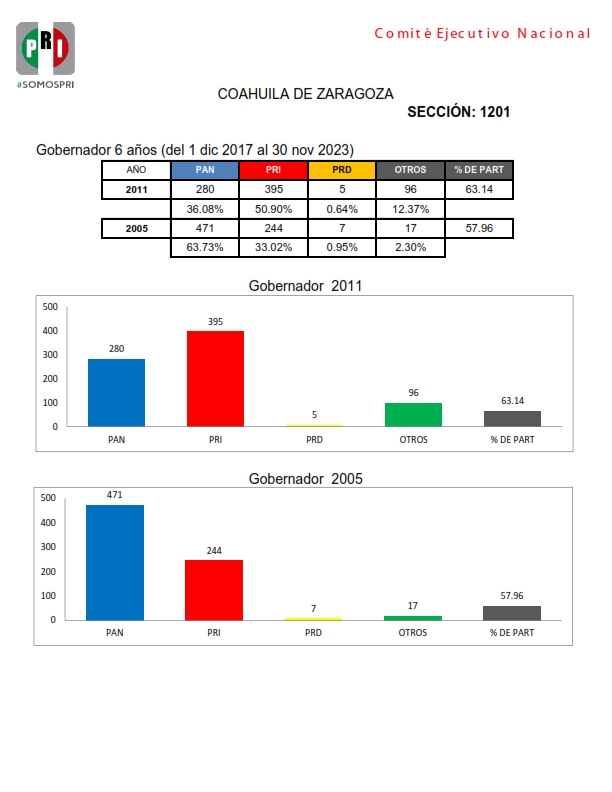 PRI
#SOMOSPRI
Comité Ejecutivo Nacional
COAHUILA DE ZARAGOZA
SECCIÓN: 1201
Gobernador 6 años (del 1 dic 2017 al 30 nov 2023)
AÑO PAN PRI PRD OTROS % DE PART
2011 280 395 5 96 63.14
36.08% 50.90% 0.64% 12.37%
2005 471 244 7 17 57.96
63.73% 33.02% 0.95% 2.30%
Gobernador 2011
500
400
300
200
100
0
280
395
5
96
63.14
PAN PRI PRD OTROS % DE PART
Gobernador 2005
500
400
300
200
100
0
471
244
7
17
57.96
PAN PRI PRD OTROS % DE PART